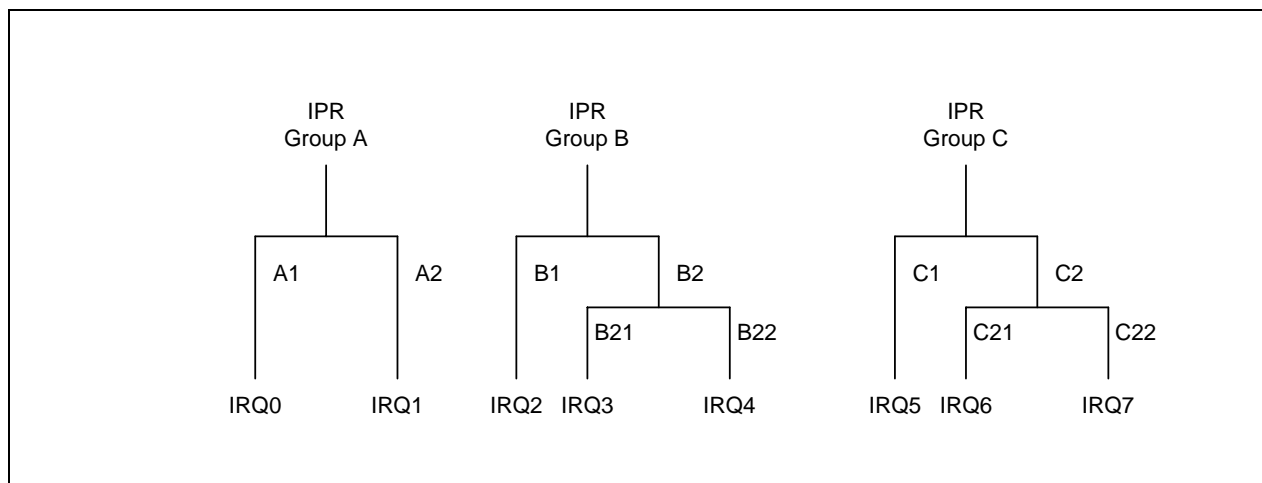 IPR
Group A
IPR
Group B
IPR
Group C
A1
A2
B1
B2
C1
C2
B21
B22
C21
C22
IRQ0
IRQ1
IRQ2
IRQ3
IRQ4
IRQ5
IRQ6
IRQ7